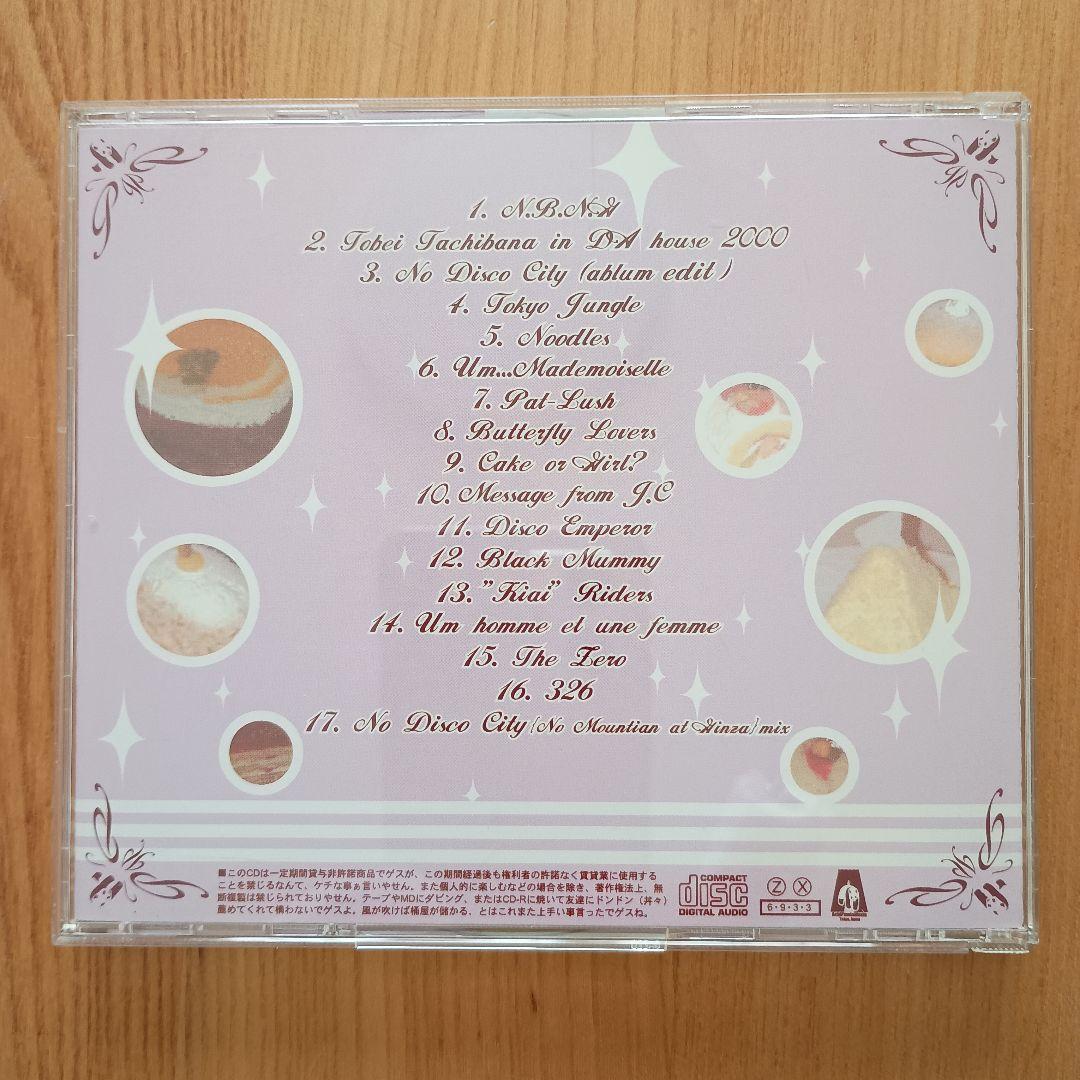 1. N.B.N.G
2. Tobei Tachibana in DA house 2000
3. No Disco City (ablum edit)
4. Tokyo Jungle
5. Noodles
6. Um...Mademoiselle
7. Pat-Lush
8. Butterfly Lovers
9. Cake or Girl?
10. Message from J.C
11. Disco Emperor
12. Black Mummy
13. "Kiai" Riders
14. Um homme et une femme
15. The Zero
16. 326
17. No Disco City (No Mountian at Ginza) mix
■このCDは一定期間貸与非許諾商品でゲスが、この期間経過後も権利者の許諾なく賃貸業に使用する
ことを禁じるなんて、ケチな事ぁ言いやせん。また個人的に楽しむなどの場合を除き、著作権法上、無
断複製は禁じられておりやせん。テープやMDにダビング、またはCD-Rに焼いて友達にドンドン(丼々)
薦めてくれて構わないでゲスよ。風が吹けば桶屋が儲かる、とはこれまた上手い事言ったでゲスね。
COMPACT
disc
DIGITAL AUDIO
Z X
6・9・3・3